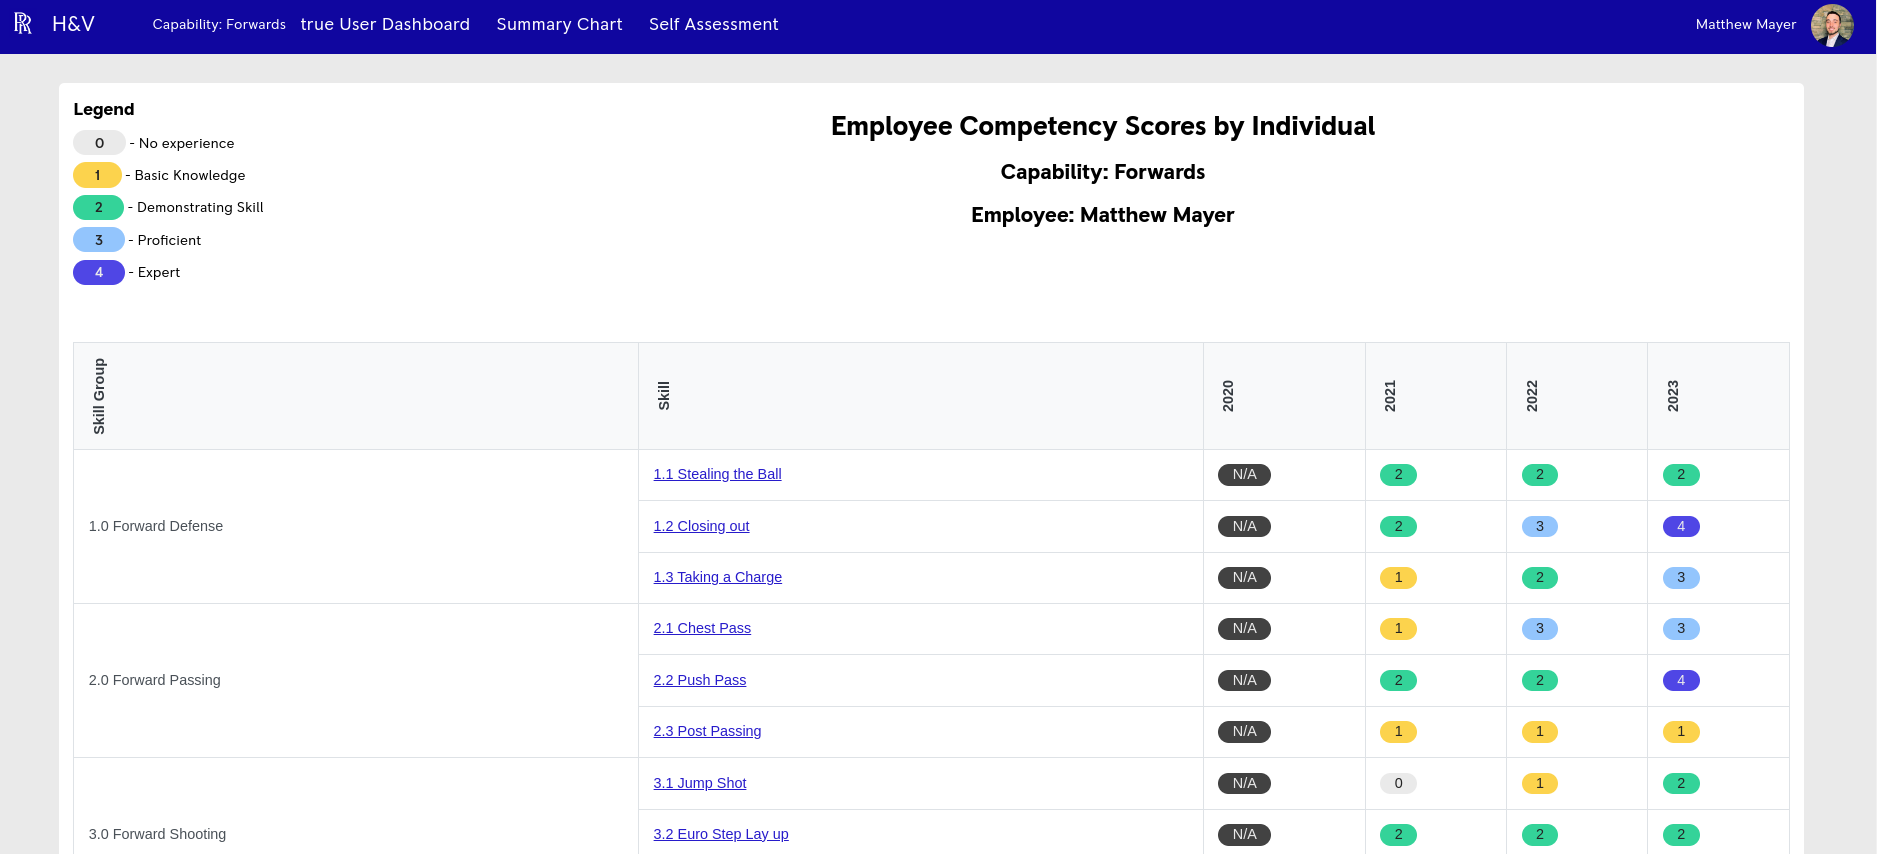 RR H&V Capability: Forwards true User Dashboard Summary Chart Self Assessment Matthew Mayer
Legend
0 - No experience
1 - Basic Knowledge
2 - Demonstrating Skill
3 - Proficient
4 - Expert
Employee Competency Scores by Individual
Capability: Forwards
Employee: Matthew Mayer
Skill Group Skill 2020 2021 2022 2023
1.0 Forward Defense
1.1 Stealing the Ball N/A 2 2 2
1.2 Closing out N/A 2 3 4
1.3 Taking a Charge N/A 1 2 3
2.0 Forward Passing
2.1 Chest Pass N/A 1 3 3
2.2 Push Pass N/A 2 2 4
2.3 Post Passing N/A 1 1 1
3.0 Forward Shooting
3.1 Jump Shot N/A 0 1 2
3.2 Euro Step Lay up N/A 2 2 2